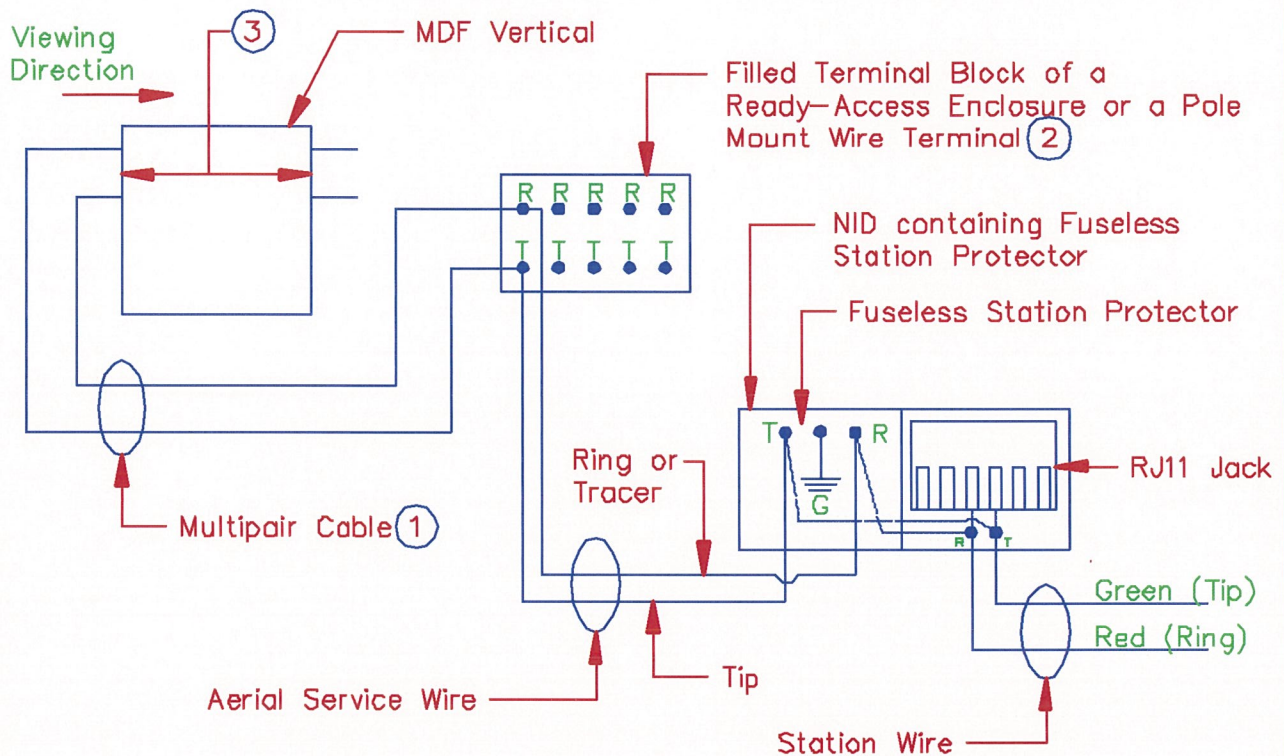 Viewing
Direction
3
MDF Vertical
Filled Terminal Block of a
Ready-Access Enclosure or a Pole
Mount Wire Terminal 2
R R R R R
T T T T T
NID containing Fuseless
Station Protector
Fuseless Station Protector
T R
G
RJ11 Jack
R T
Ring or
Tracer
Multipair Cable 1
Green (Tip)
Red (Ring)
Tip
Aerial Service Wire
Station Wire